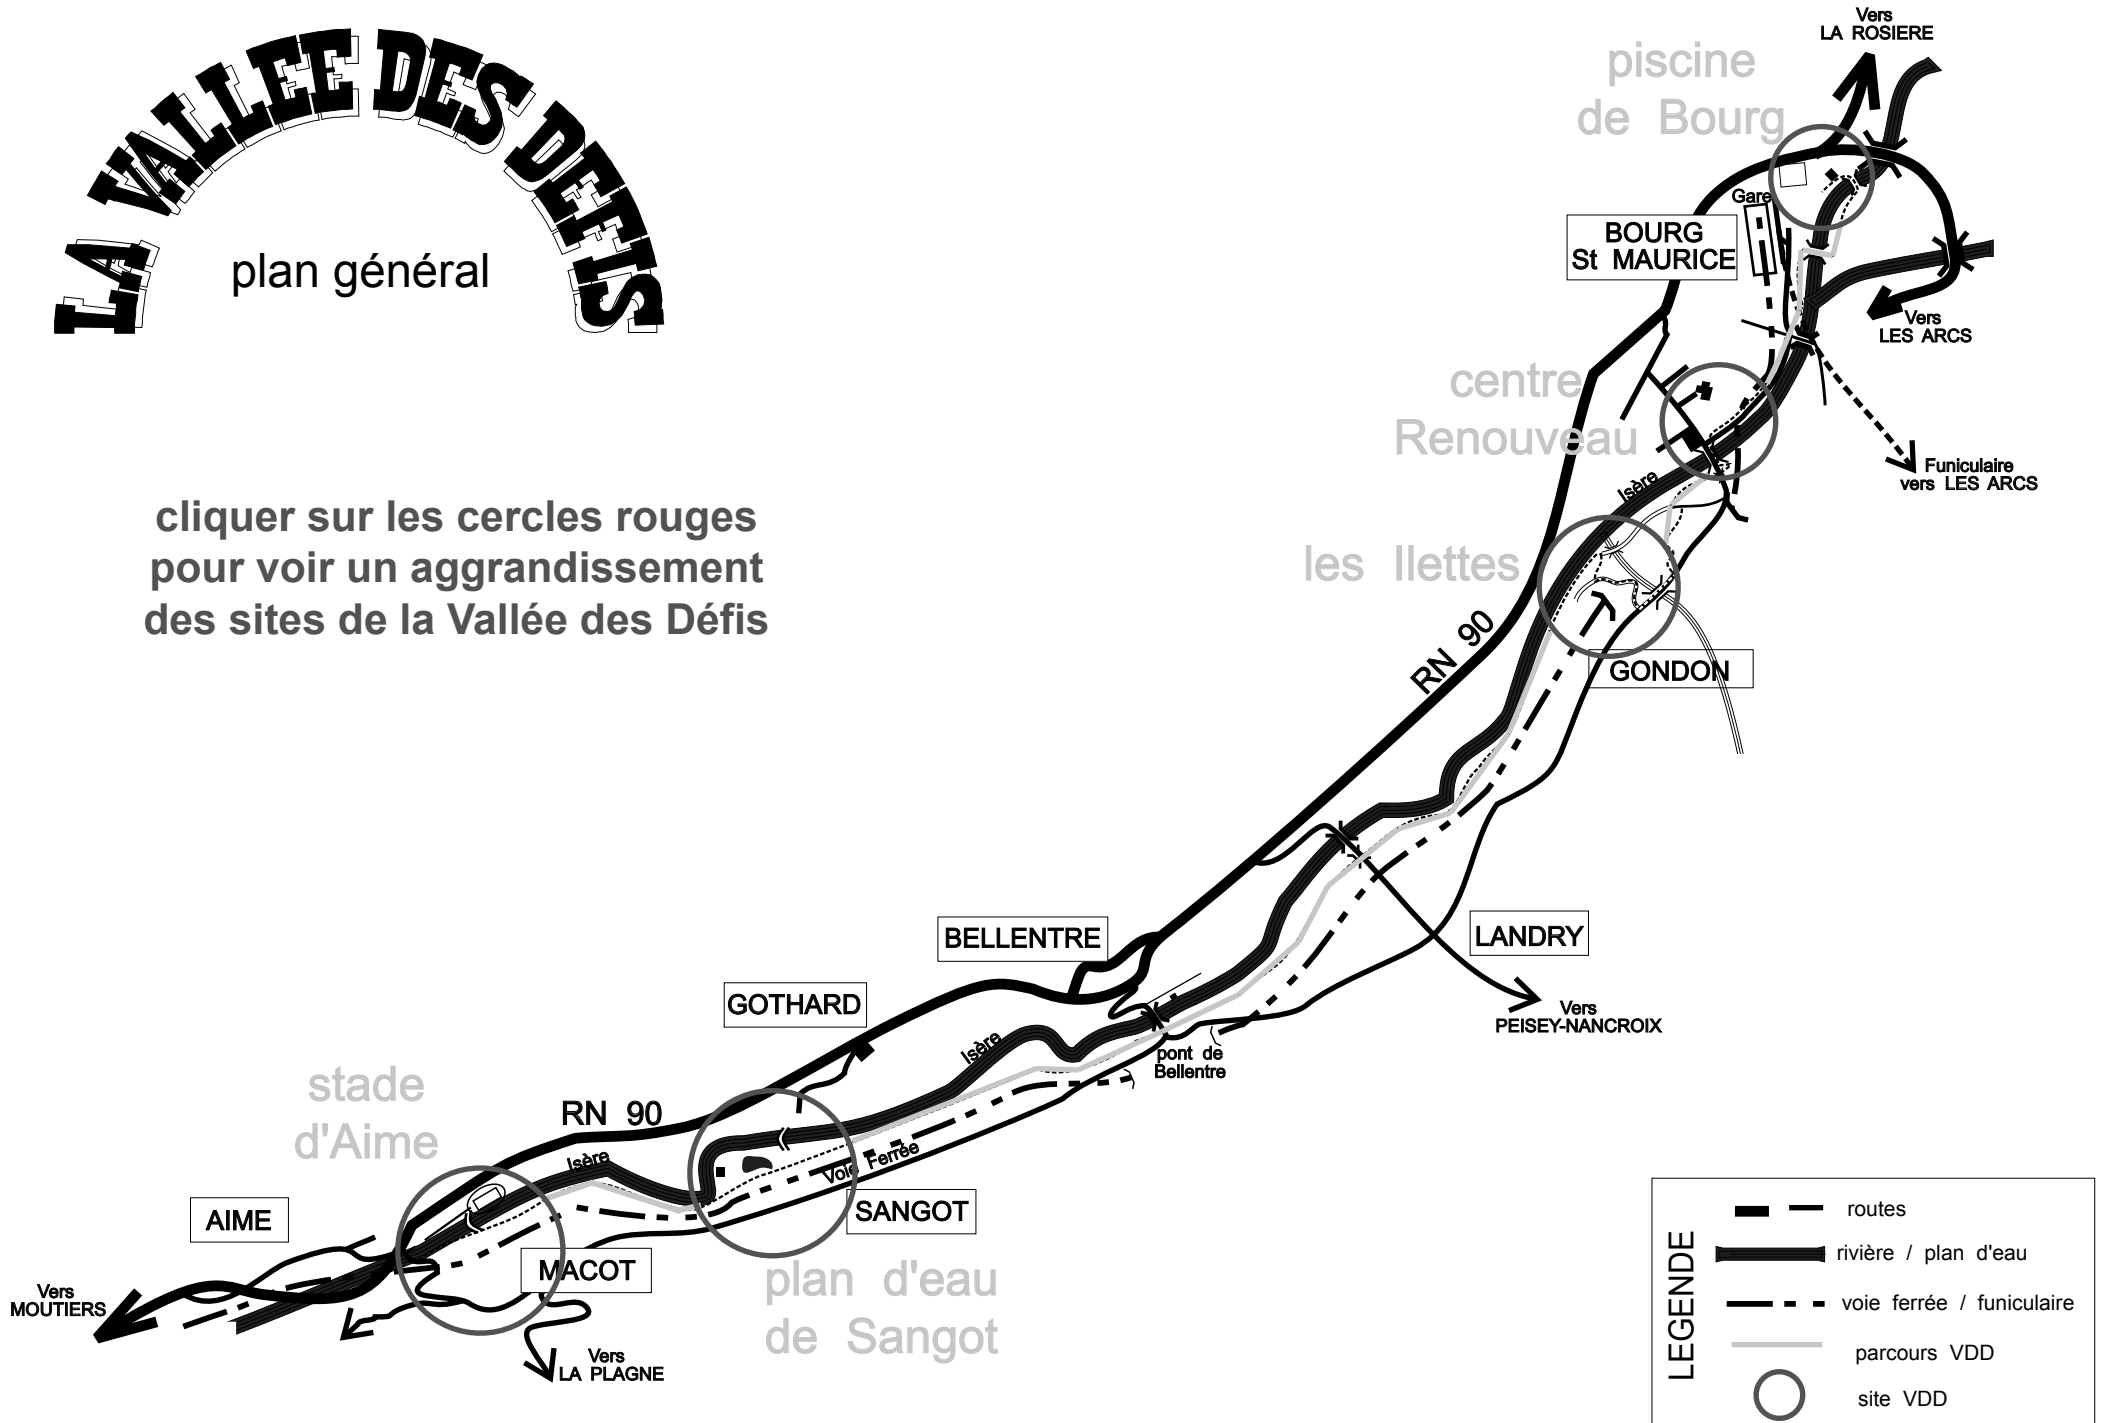 LA VALLEE DES DEFIS
plan général
cliquer sur les cercles rouges
pour voir un aggrandissement
des sites de la Vallée des Défis
Vers
LA ROSIERE
piscine
de Bourg
Gare
BOURG
St MAURICE
Vers
LES ARCS
centre
Renouveau
Funiculaire
vers LES ARCS
Isère
les Ilettes
RN 90
GONDON
BELLENTRE
LANDRY
GOTHARD
Vers
PEISEY-NANCROIX
Isère
pont de
Bellentre
stade
d'Aime
RN 90
Isère
Voie Ferrée
AIME
SANGOT
MACOT
plan d'eau
de Sangot
Vers
MOUTIERS
Vers
LA PLAGNE
LEGENDE
routes
rivière / plan d'eau
voie ferrée / funiculaire
parcours VDD
site VDD